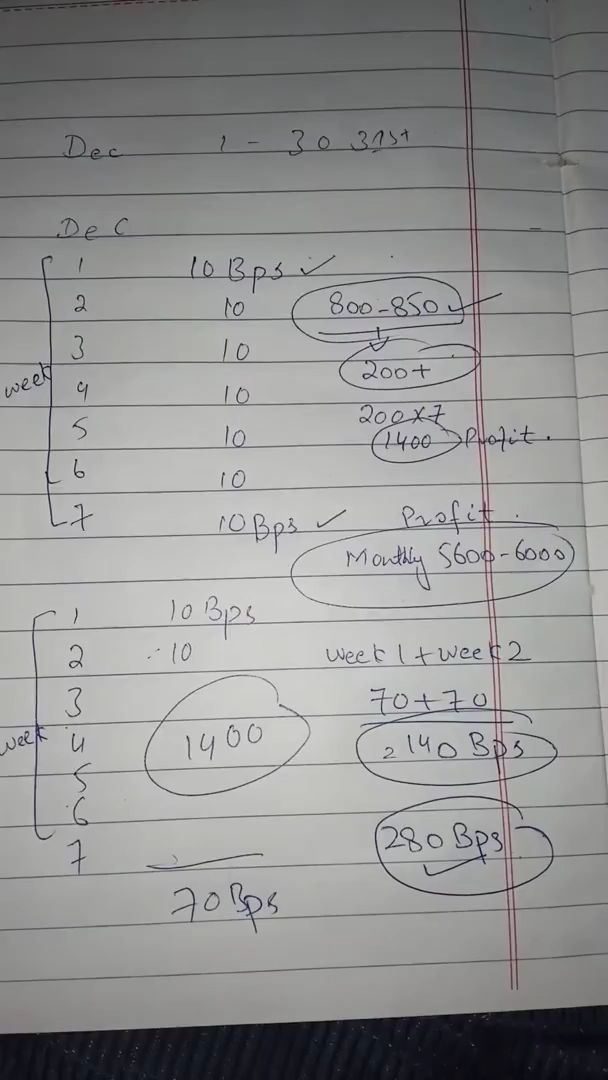 Dec 1 - 30 31st
Dec
1 10 Bps ✓
2 10 800-850 ✓
3 10
200+
week 4 10
200x7
5 10 1400 Profit.
6 10
7 10 Bps ✓ Profit.
Monthly 5600-6000
1 10 Bps
2 10 week 1 + week 2
3 70+70
week 4 1400 = 140 Bps
5
6
280 Bps ✓
7
70 Bps